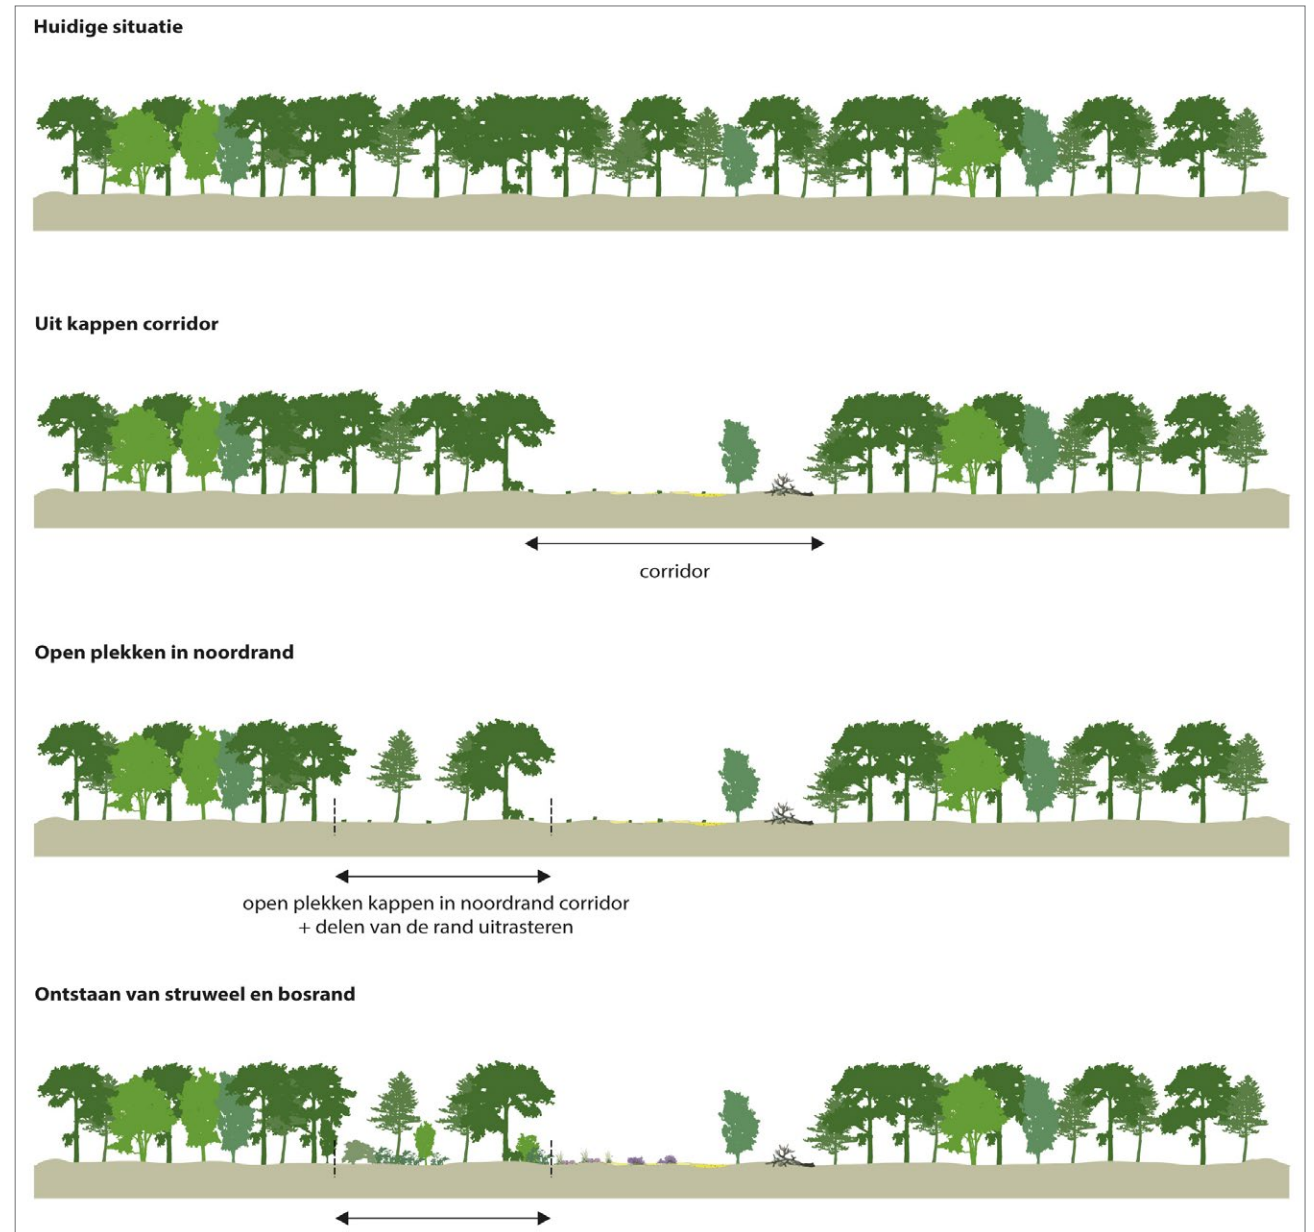 Huidige situatie
Uit kappen corridor
corridor
Open plekken in noordrand
open plekken kappen in noordrand corridor
+ delen van de rand uitrasteren
Ontstaan van struweel en bosrand